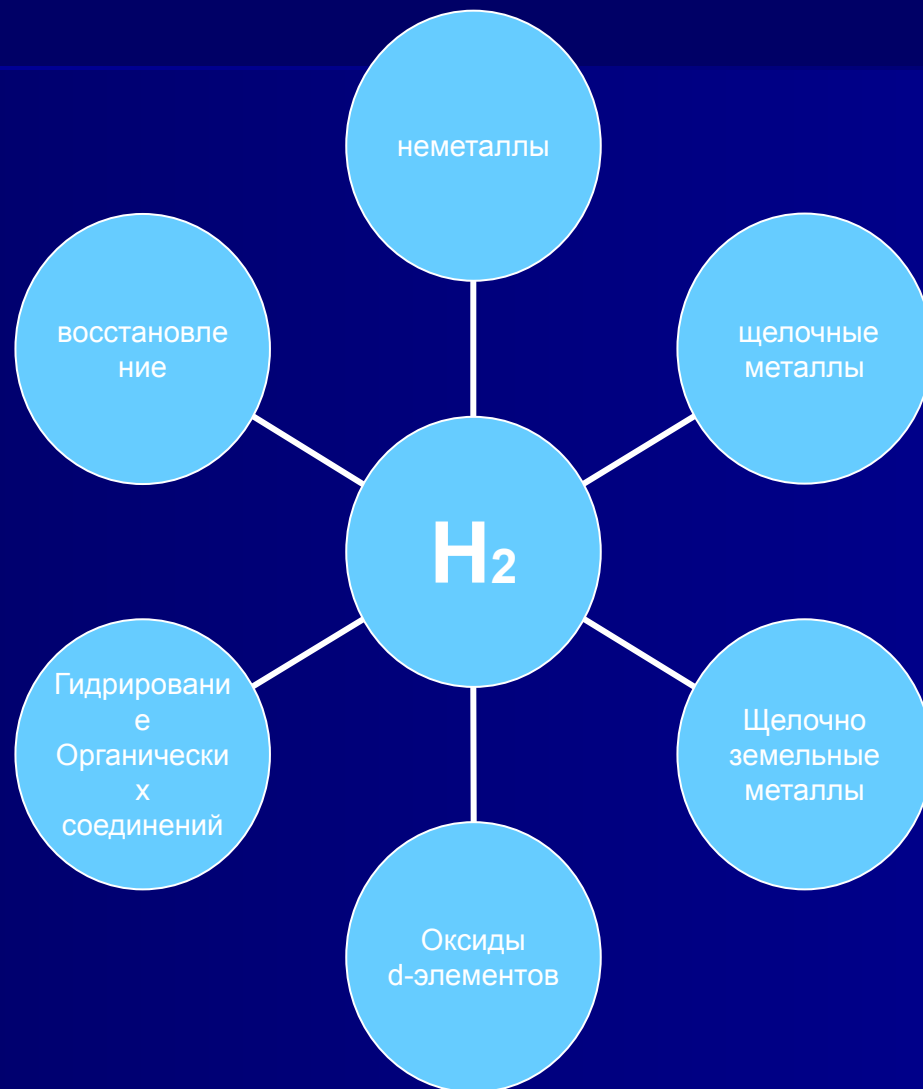 неметаллы
восстановле
ние
щелочные
металлы
H₂
Гидрировани
е
Органически
х
соединений
Щелочно
земельные
металлы
Оксиды
d-элементов